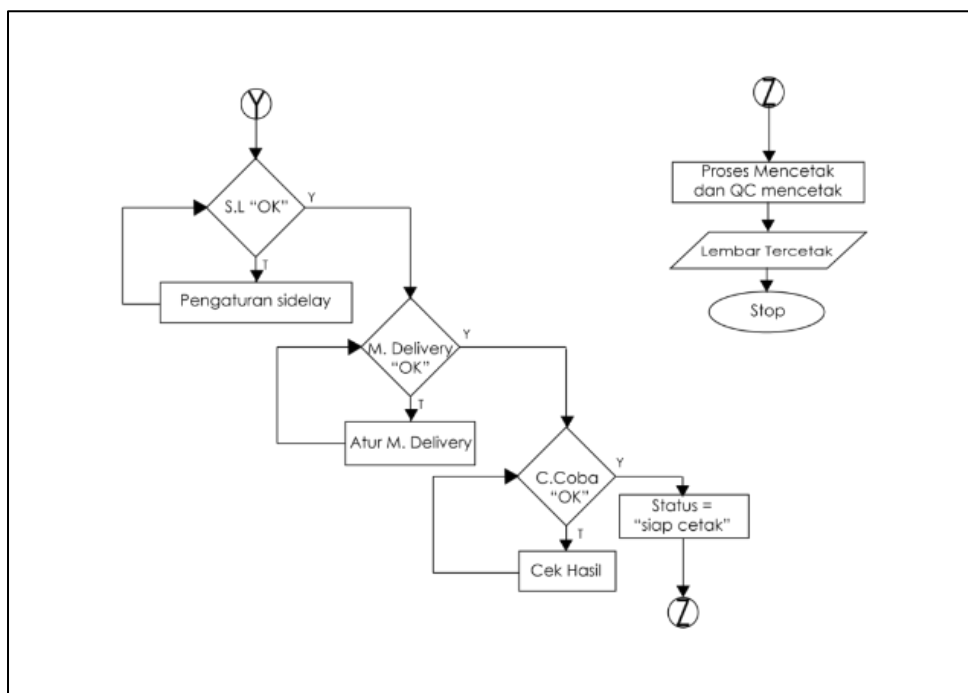 Y
S.L “OK”
Y
T
Pengaturan sidelay
M. Delivery
“OK”
Y
T
Atur M. Delivery
C.Coba
“OK”
Y
T
Cek Hasil
Status =
“siap cetak”
Z
Z
Proses Mencetak
dan QC mencetak
Lembar Tercetak
Stop